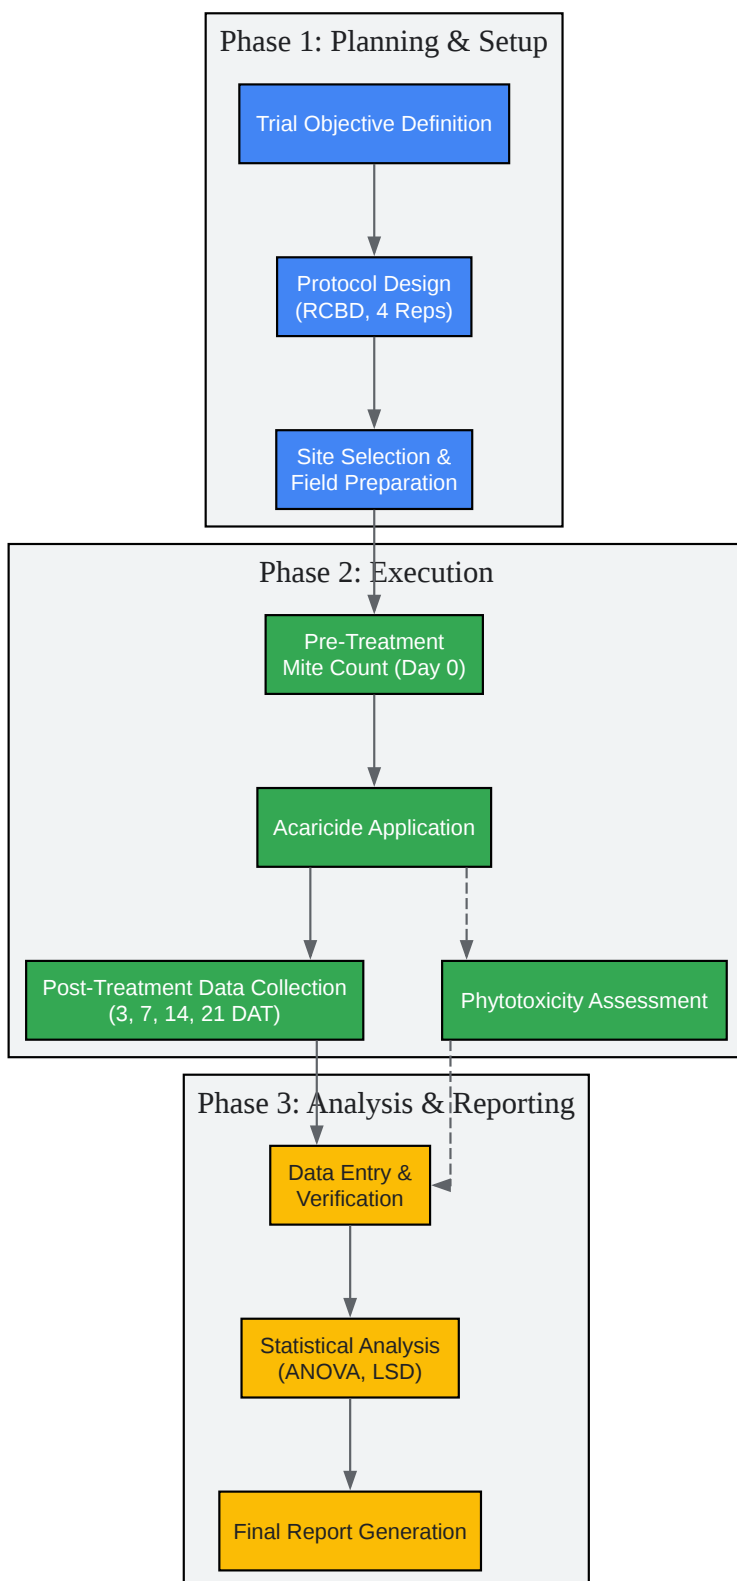 Phase 1: Planning & Setup
Trial Objective Definition
Protocol Design
(RCBD, 4 Reps)
Site Selection &
Field Preparation
Phase 2: Execution
Pre-Treatment
Mite Count (Day 0)
Acaricide Application
Post-Treatment Data Collection
(3, 7, 14, 21 DAT)
Phytotoxicity Assessment
Phase 3: Analysis & Reporting
Data Entry &
Verification
Statistical Analysis
(ANOVA, LSD)
Final Report Generation